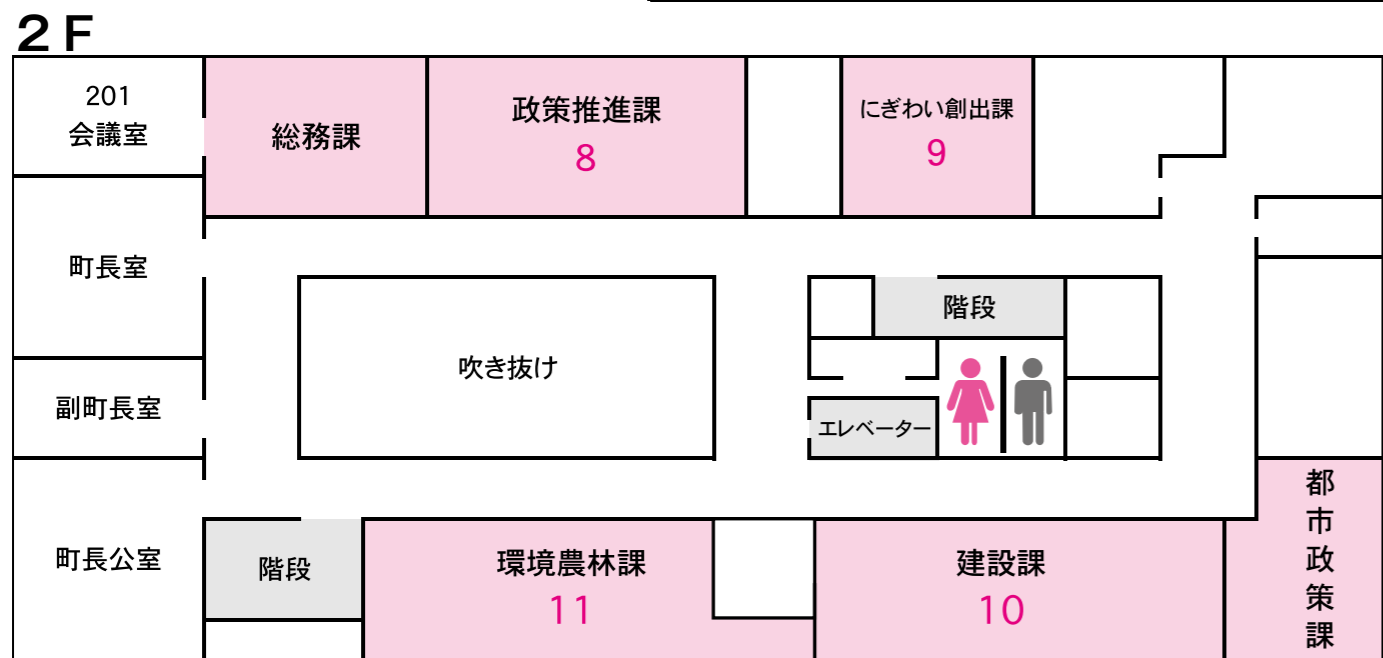 ２Ｆ
201
会議室
総務課
政策推進課
8
にぎわい創出課
9
町長室
階段
吹き抜け
副町長室
エレベーター
町長公室
階段
環境農林課
11
建設課
10
都市政策課